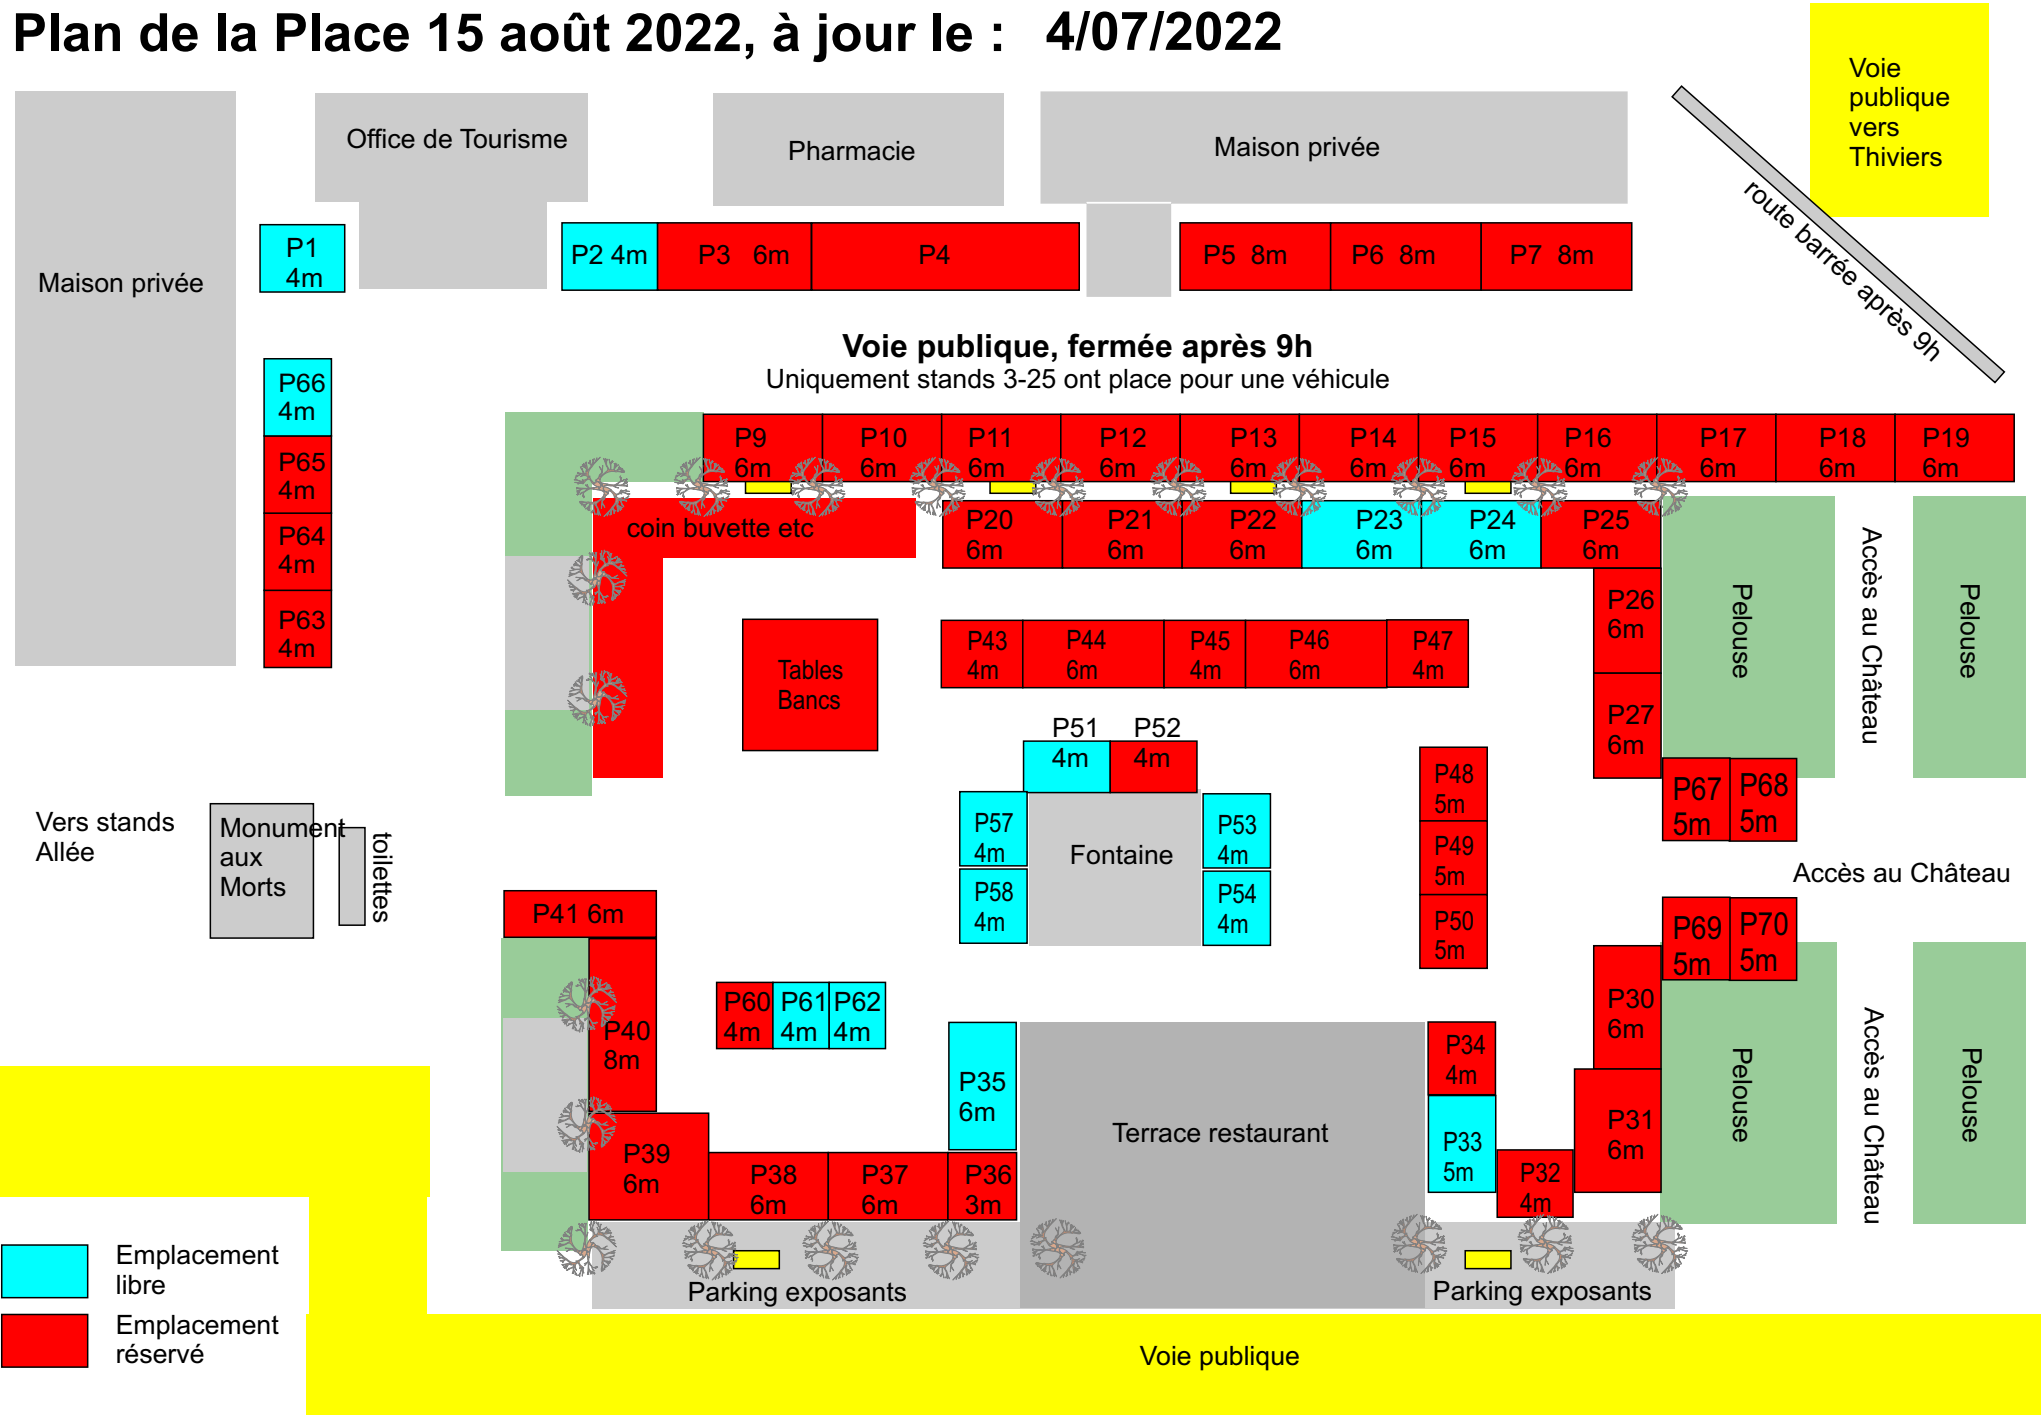 Plan de la Place 15 août 2022, à jour le : 4/07/2022
Voie
publique
vers
Thiviers
Office de Tourisme
Pharmacie
Maison privée
Maison privée
route barrée après 9h
P1
4m
P2 4m
P3 6m
P4
P5 8m
P6 8m
P7 8m
Voie publique, fermée après 9h
Uniquement stands 3-25 ont place pour une véhicule
P66
4m
P65
4m
P64
4m
P63
4m
P9
6m
P10
6m
P11
6m
P12
6m
P13
6m
P14
6m
P15
6m
P16
6m
P17
6m
P18
6m
P19
6m
coin buvette etc
P20
6m
P21
6m
P22
6m
P23
6m
P24
6m
P25
6m
P26
6m
P27
6m
Pelouse
Accès au Château
Pelouse
Tables
Bancs
P43
4m
P44
6m
P45
4m
P46
6m
P47
4m
P51
4m
P52
4m
P57
4m
P58
4m
Fontaine
P53
4m
P54
4m
P48
5m
P49
5m
P50
5m
P67
5m
P68
5m
Accès au Château
P69
5m
P70
5m
Vers stands
Allée
Monument
aux
Morts
toilettes
P41 6m
P40
8m
P60
4m
P61
4m
P62
4m
P35
6m
P39
6m
P38
6m
P37
6m
P36
3m
Terrace restaurant
P34
4m
P33
5m
P32
4m
P30
6m
P31
6m
Pelouse
Accès au Château
Pelouse
Emplacement
libre
Emplacement
réservé
Parking exposants
Parking exposants
Voie publique